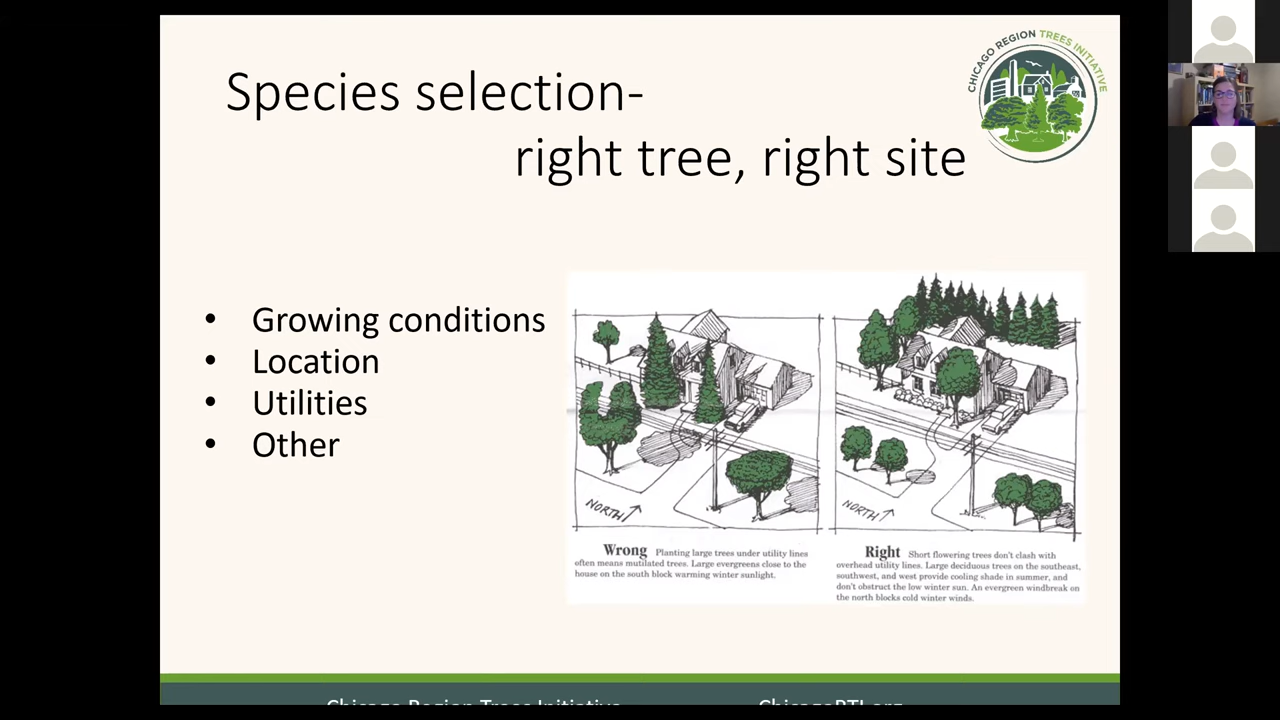 CHICAGO REGION TREES INITIATIVE
Species selection-
right tree, right site
• Growing conditions
• Location
• Utilities
• Other
NORTH
NORTH
Wrong Planting large trees under utility lines
often means mutilated trees. Large evergreens close to the
house on the south block warming winter sunlight.
Right Short flowering trees don't clash with
overhead utility lines. Large deciduous trees on the southeast,
southwest, and west provide cooling shade in summer, and
don't obstruct the low winter sun. An evergreen windbreak on
the north blocks cold winter winds.
Chicago Region Trees Initiative ChicagoRTI.org